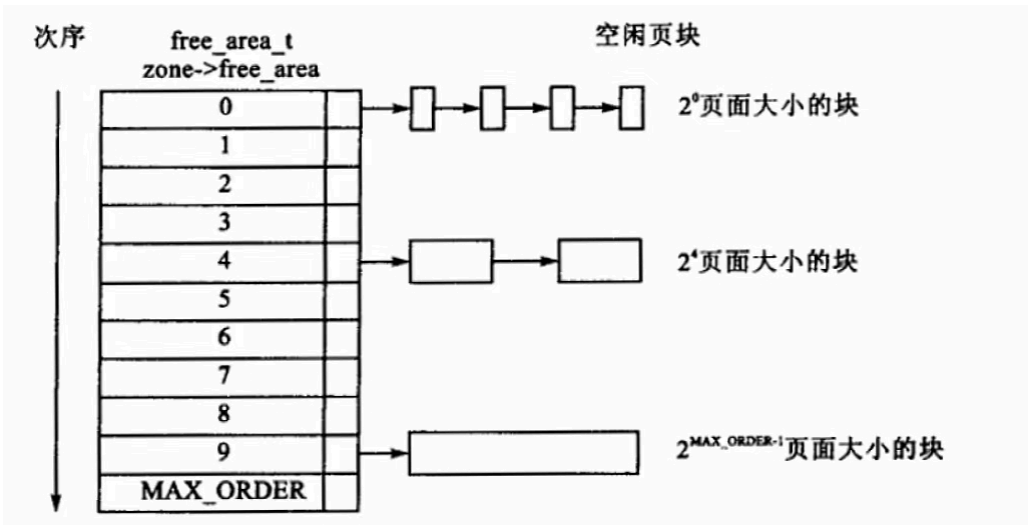 次序
free_area_t
zone->free_area
空闲页块
0
2⁰页面大小的块
1
2
3
4
2⁴页面大小的块
5
6
7
8
9
2^MAX_ORDER-1页面大小的块
MAX_ORDER